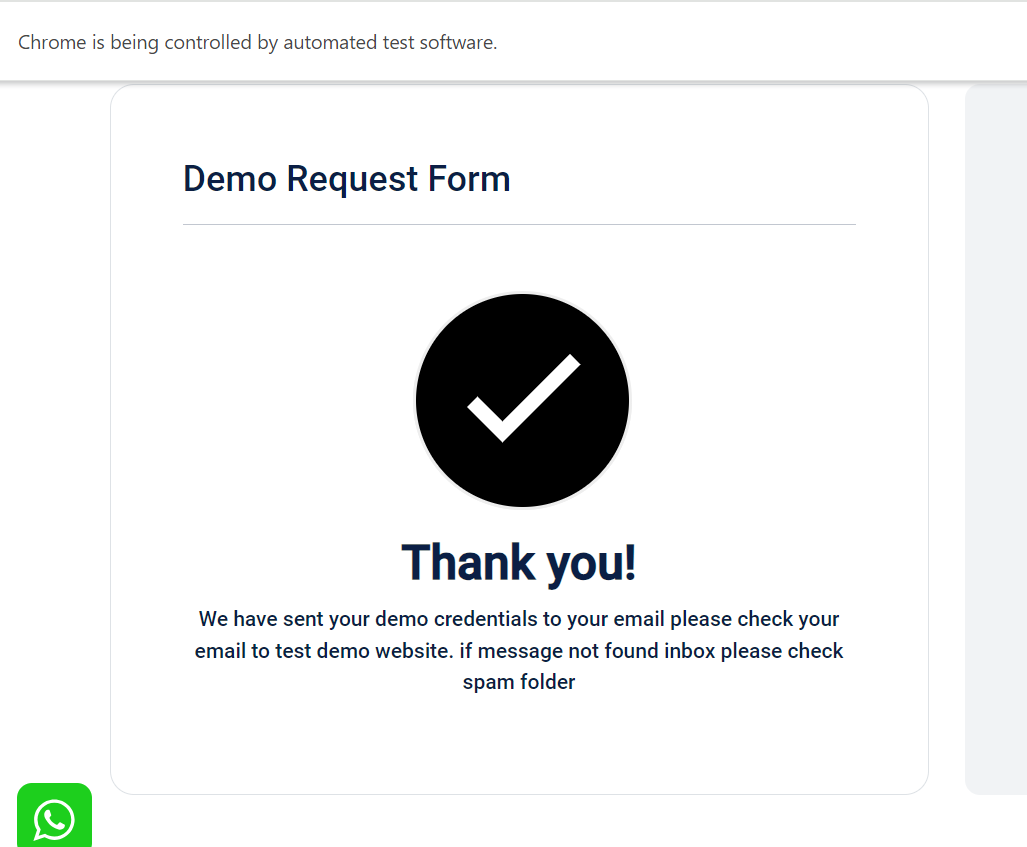 Chrome is being controlled by automated test software.
Demo Request Form
Thank you!
We have sent your demo credentials to your email please check your
email to test demo website. if message not found inbox please check
spam folder